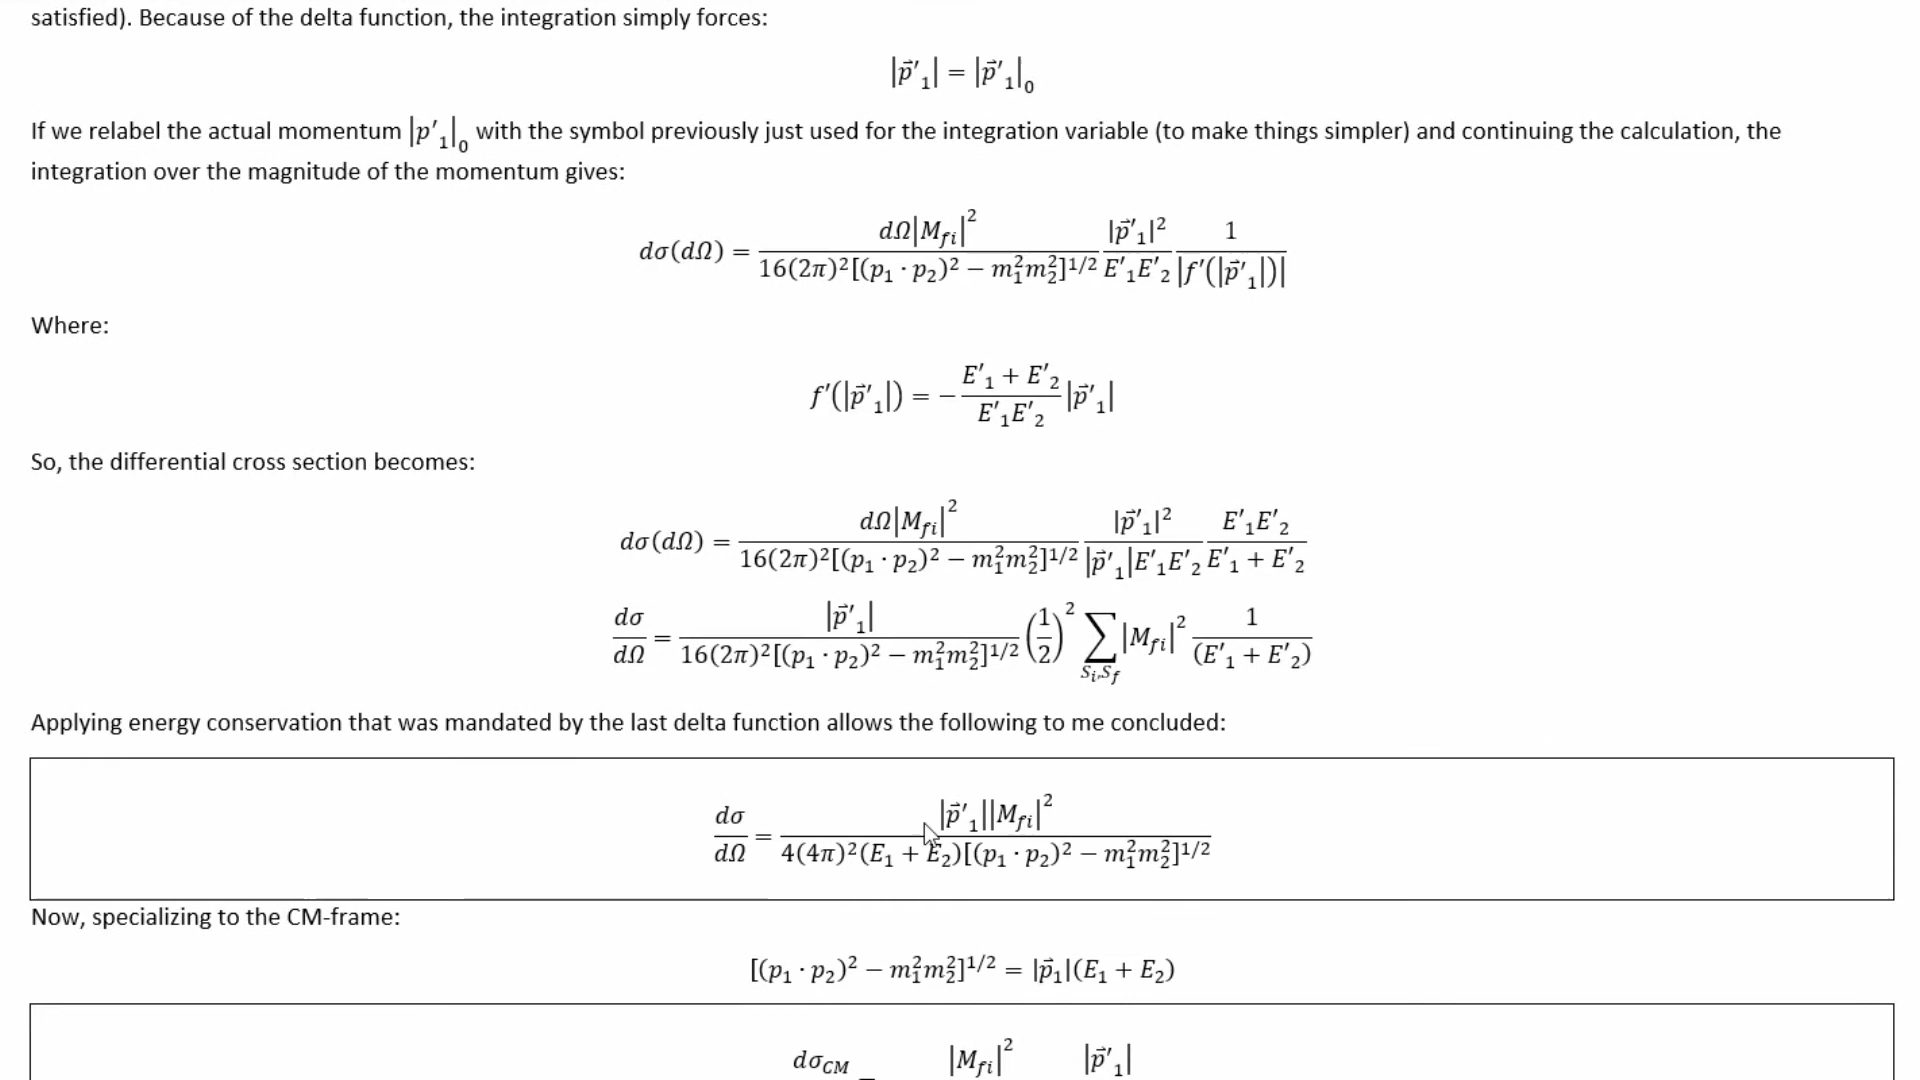 satisfied). Because of the delta function, the integration simply forces:
|p⃗′₁| = |p⃗′₁|₀
If we relabel the actual momentum |p′₁|₀ with the symbol previously just used for the integration variable (to make things simpler) and continuing the calculation, the
integration over the magnitude of the momentum gives:
dσ(dΩ) = dΩ|M_fi|² / 16(2π)²[(p₁ · p₂)² − m₁²m₂²]^1/2 |p⃗′₁|² / E′₁E′₂ 1 / |f′(|p⃗′₁|)|
Where:
f′(|p⃗′₁|) = − (E′₁ + E′₂) / E′₁E′₂ |p⃗′₁|
So, the differential cross section becomes:
dσ(dΩ) = dΩ|M_fi|² / 16(2π)²[(p₁ · p₂)² − m₁²m₂²]^1/2 |p⃗′₁|² / |p⃗′₁|E′₁E′₂ E′₁E′₂ / E′₁ + E′₂
dσ / dΩ = |p⃗′₁| / 16(2π)²[(p₁ · p₂)² − m₁²m₂²]^1/2 (1/2)² ∑_{S_i,S_f} |M_fi|² 1 / (E′₁ + E′₂)
Applying energy conservation that was mandated by the last delta function allows the following to me concluded:
dσ / dΩ = |p⃗′₁||M_fi|² / 4(4π)²(E₁ + E₂)[(p₁ · p₂)² − m₁²m₂²]^1/2
Now, specializing to the CM-frame:
[(p₁ · p₂)² − m₁²m₂²]^1/2 = |p⃗₁|(E₁ + E₂)
dσ_CM = |M_fi|² |p⃗′₁|